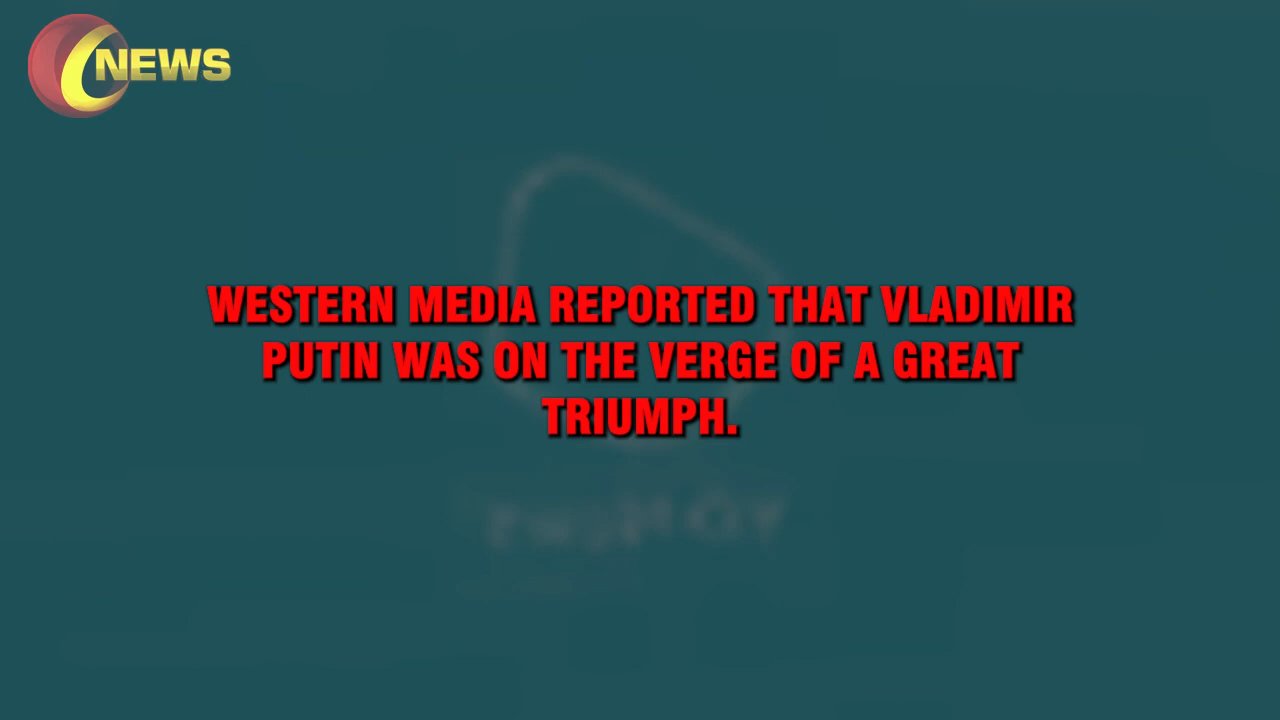 NEWS
WESTERN MEDIA REPORTED THAT VLADIMIR
PUTIN WAS ON THE VERGE OF A GREAT
TRIUMPH.